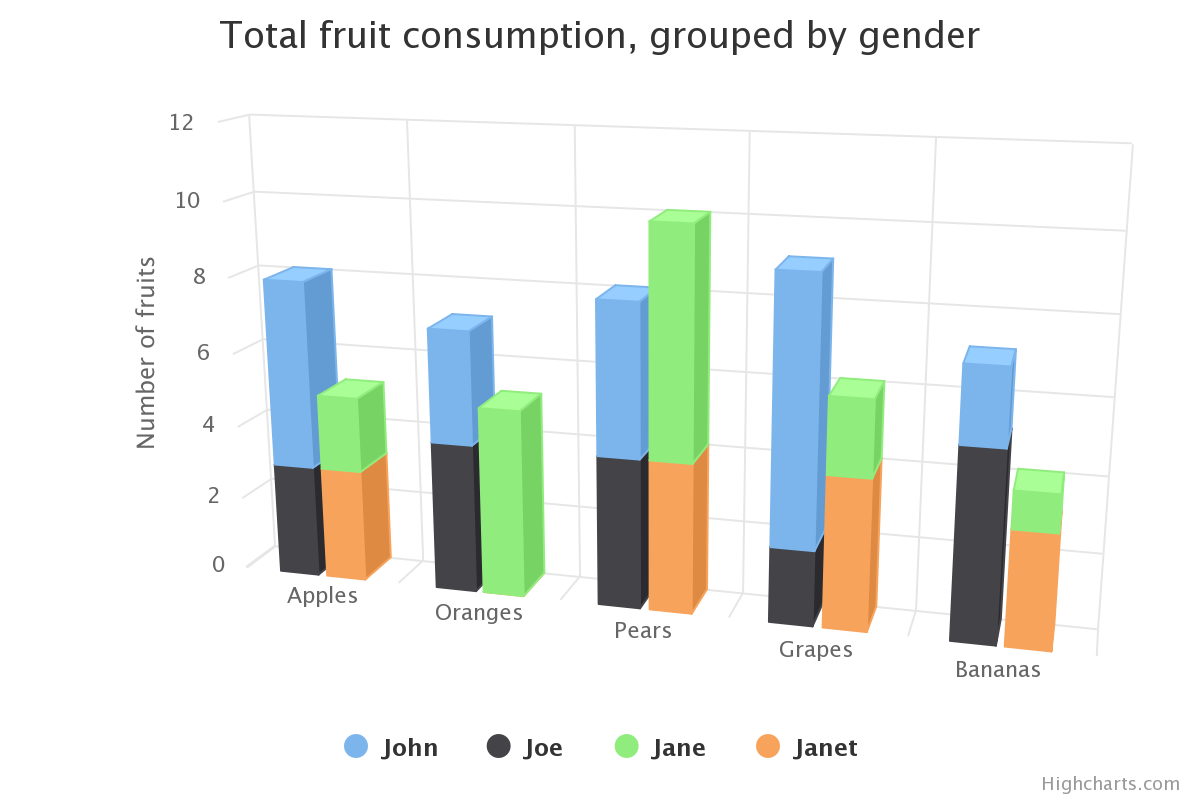 Total fruit consumption, grouped by gender
Number of fruits
12
10
8
6
4
2
0
Apples
Oranges
Pears
Grapes
Bananas
John Joe Jane Janet
Highcharts.com